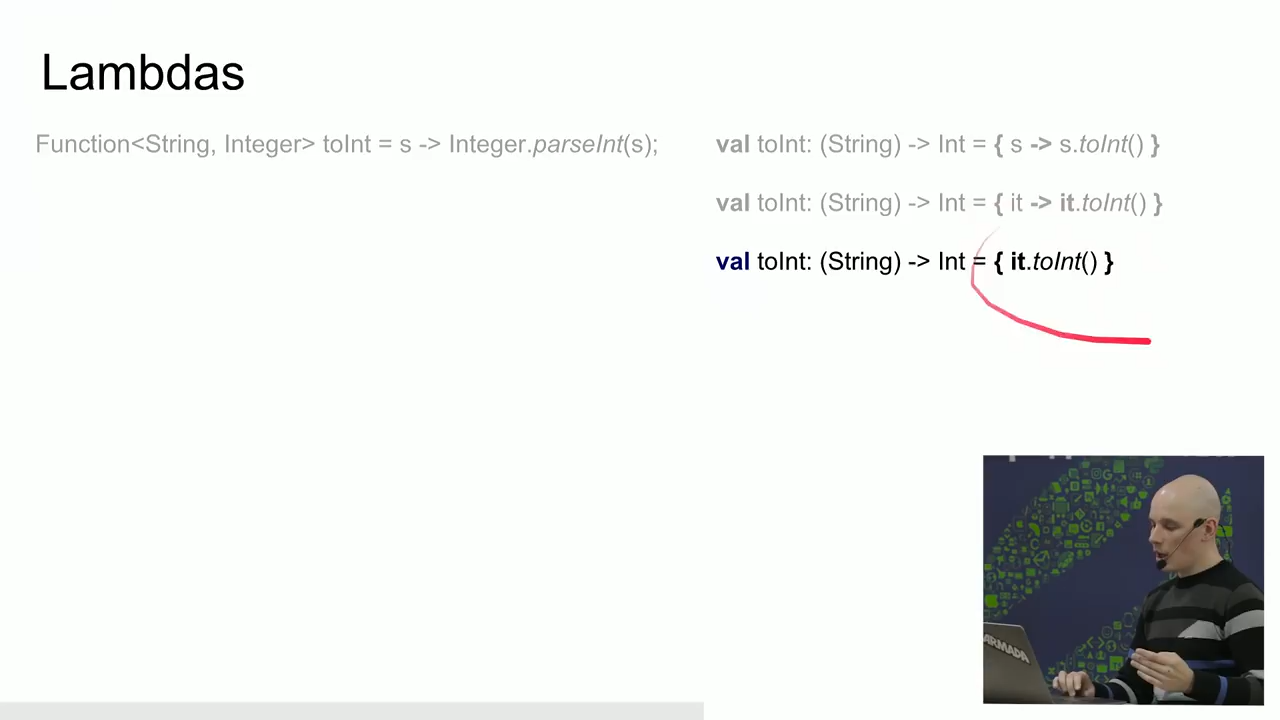 Lambdas
Function<String, Integer> toInt = s -> Integer.parseInt(s);
val toInt: (String) -> Int = { s -> s.toInt() }
val toInt: (String) -> Int = { it -> it.toInt() }
val toInt: (String) -> Int = { it.toInt() }
ARMADA